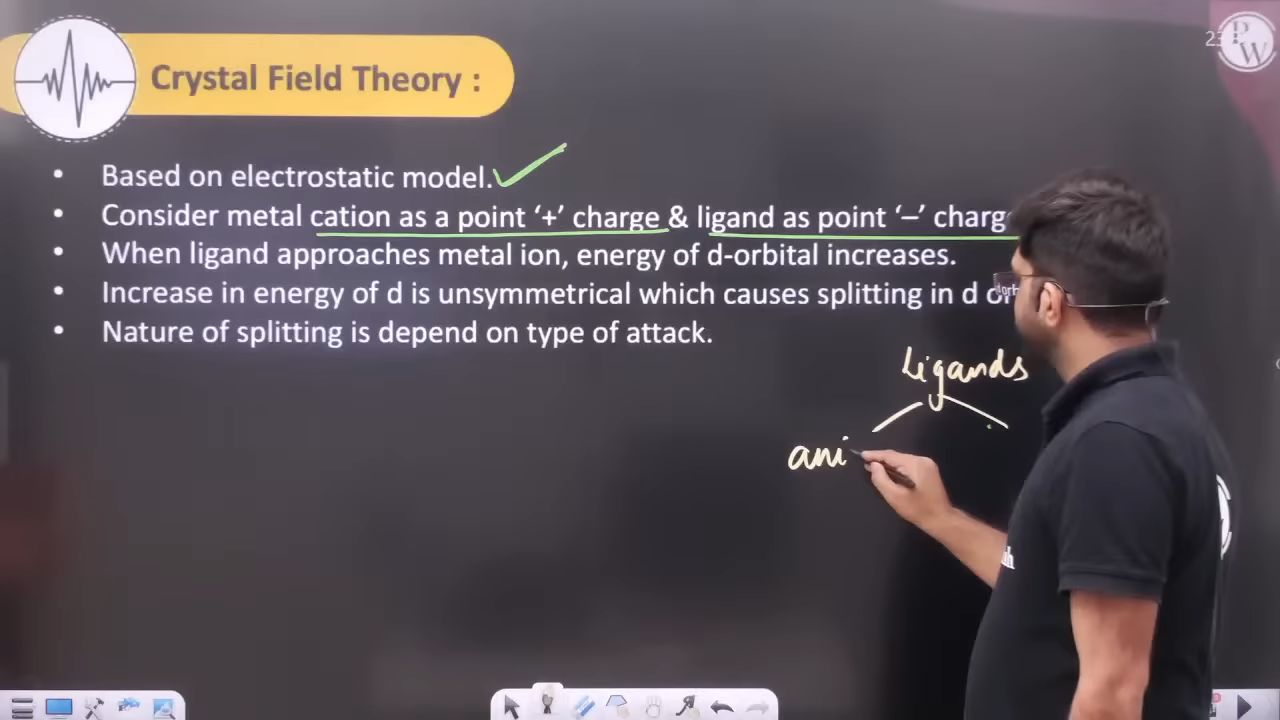 Crystal Field Theory :
23
PW
• Based on electrostatic model.
• Consider metal cation as a point ‘+’ charge & ligand as point ‘–’ charg
• When ligand approaches metal ion, energy of d-orbital increases.
• Increase in energy of d is unsymmetrical which causes splitting in d
• Nature of splitting is depend on type of attack.
Ligands
ani